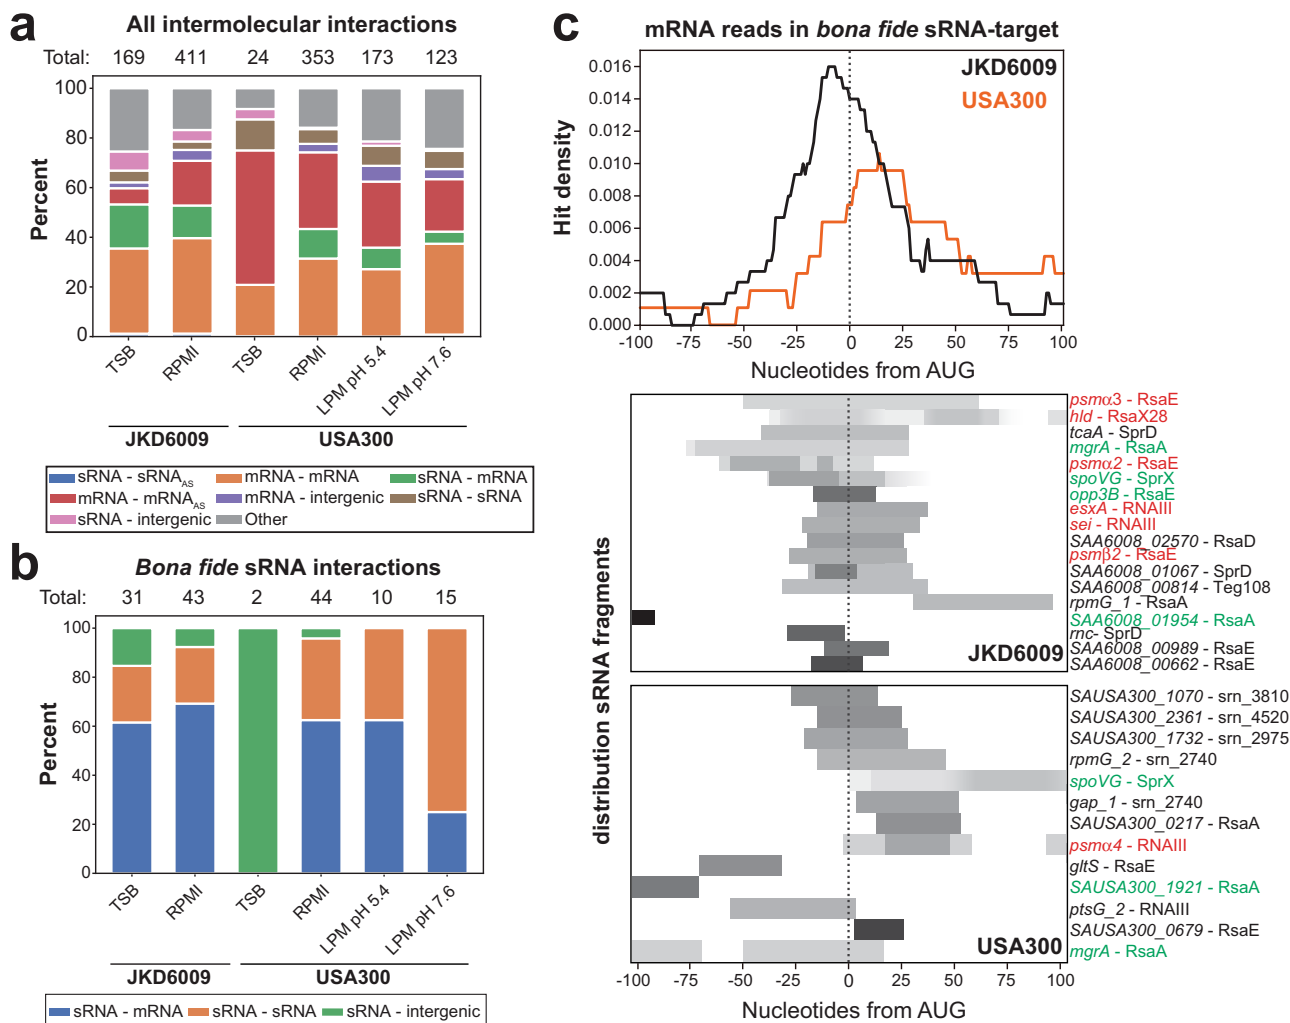 a
All intermolecular interactions
Total: 169 411 24 353 173 123
100
80
60
40
20
0
Percent
TSB
RPMI
TSB
RPMI
LPM pH 5.4
LPM pH 7.6
JKD6009
USA300
sRNA - sRNA_AS
mRNA - mRNA
sRNA - mRNA
mRNA - mRNA_AS
mRNA - intergenic
sRNA - sRNA
sRNA - intergenic
Other
b
Bona fide sRNA interactions
Total: 31 43 2 44 10 15
100
80
60
40
20
0
Percent
TSB
RPMI
TSB
RPMI
LPM pH 5.4
LPM pH 7.6
JKD6009
USA300
sRNA - mRNA
sRNA - sRNA
sRNA - intergenic
c
mRNA reads in bona fide sRNA-target
JKD6009
USA300
0.016
0.014
0.012
0.010
0.008
0.006
0.004
0.002
0.000
Hit density
-100 -75 -50 -25 0 25 50 75 100
Nucleotides from AUG
distribution sRNA fragments
psmα3 - RsaE
hld - RsaX28
tcaA - SprD
mgrA - RsaA
psmα2 - RsaE
spoVG - SprX
opp3B - RsaE
esxA - RNAIII
sei - RNAIII
SAA6008_02570 - RsaD
psmβ2 - RsaE
SAA6008_01067 - SprD
SAA6008_00814 - Teg108
rpmG_1 - RsaA
SAA6008_01954 - RsaA
rnc- SprD
SAA6008_00989 - RsaE
SAA6008_00662 - RsaE
JKD6009
SAUSA300_1070 - srn_3810
SAUSA300_2361 - srn_4520
SAUSA300_1732 - srn_2975
rpmG_2 - srn_2740
spoVG - SprX
gap_1 - srn_2740
SAUSA300_0217 - RsaA
psmα4 - RNAIII
gltS - RsaE
SAUSA300_1921 - RsaA
ptsG_2 - RNAIII
SAUSA300_0679 - RsaE
mgrA - RsaA
USA300
-100 -75 -50 -25 0 25 50 75 100
Nucleotides from AUG